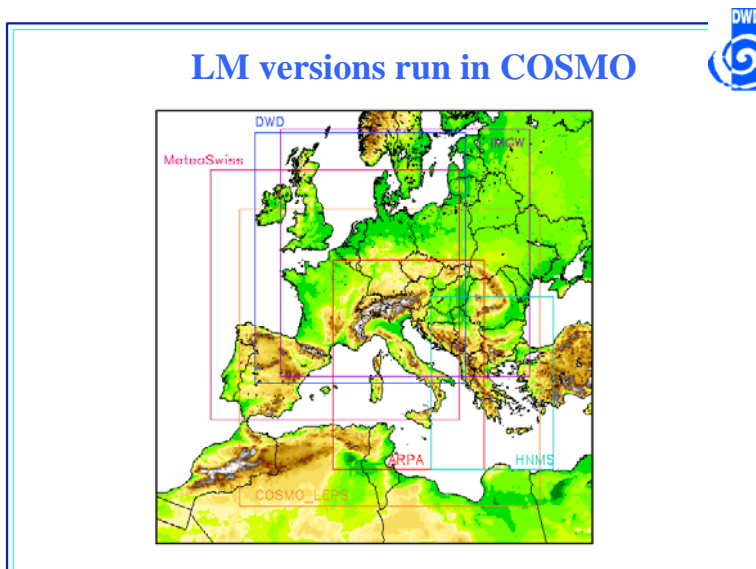 DWD
LM versions run in COSMO
DWD
IMGW
MeteoSwiss
ARPA
HNMS
COSMO_LEPS